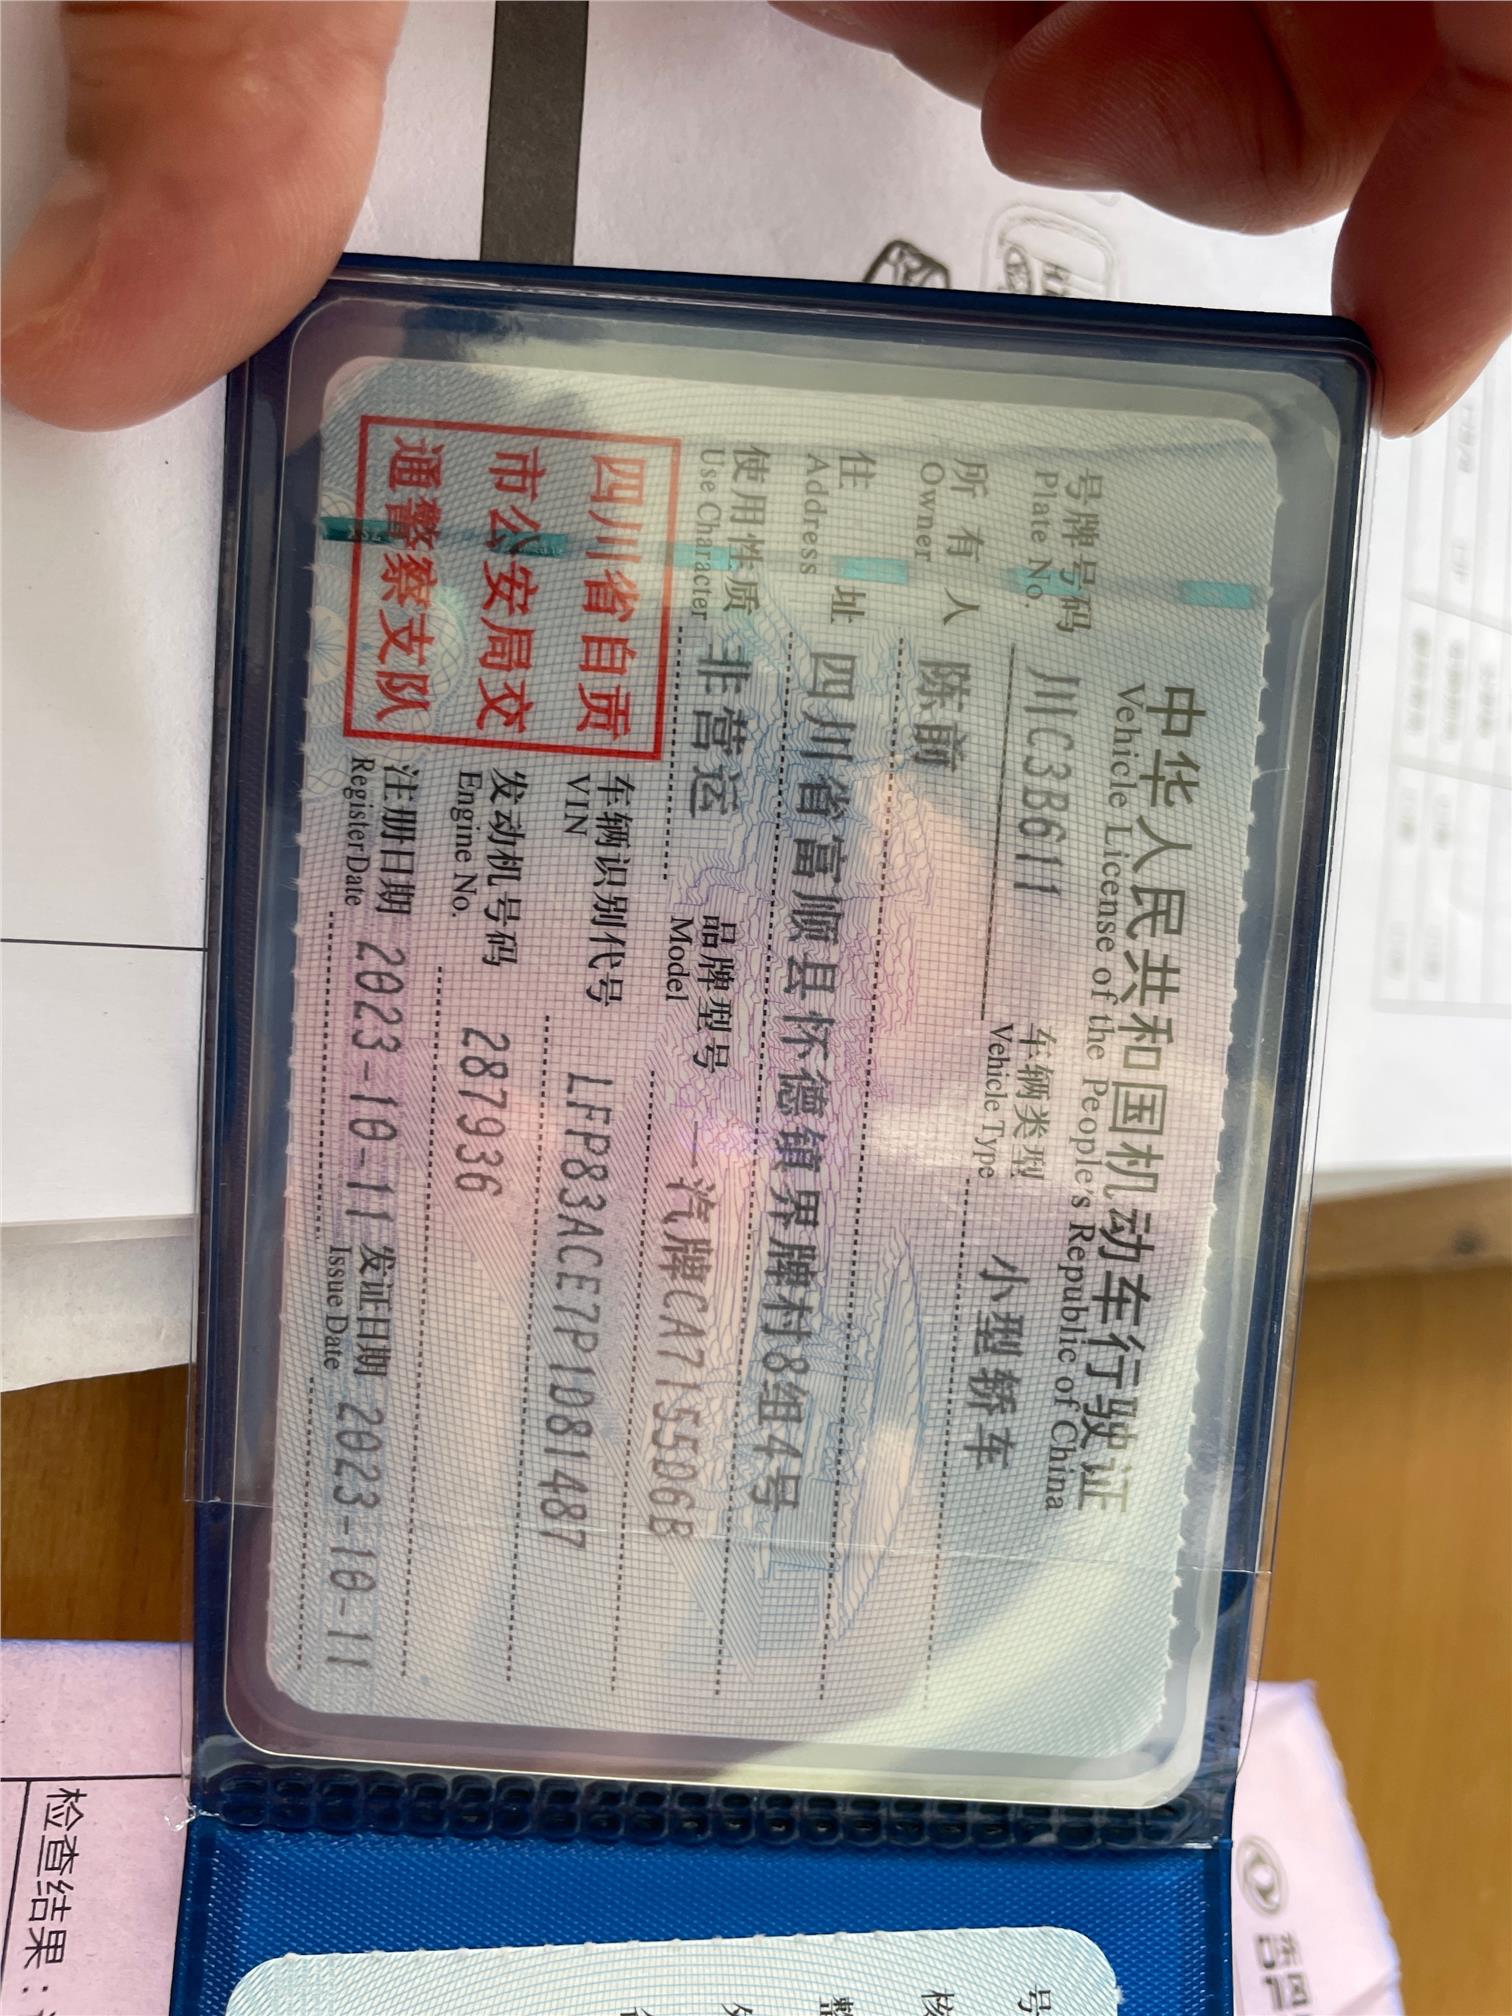 中华人民共和国机动车行驶证
Vehicle License of the People's Republic of China
号牌号码 川C3B611 车辆类型 小型轿车
Plate No. Vehicle Type
所有人 陈前
Owner
住址 四川省富顺县怀德镇界牌村8组4号
Address
使用性质 非营运 品牌型号 一汽牌CA7155D6B
Use Character Model
四川省自贡
市公安局交
通警察支队
车辆识别代号 LFP83ACE7P1D81487
VIN
发动机号码 287936
Engine No.
注册日期 2023-10-11 发证日期 2023-10-11
Register Date Issue Date
检查结果：
号